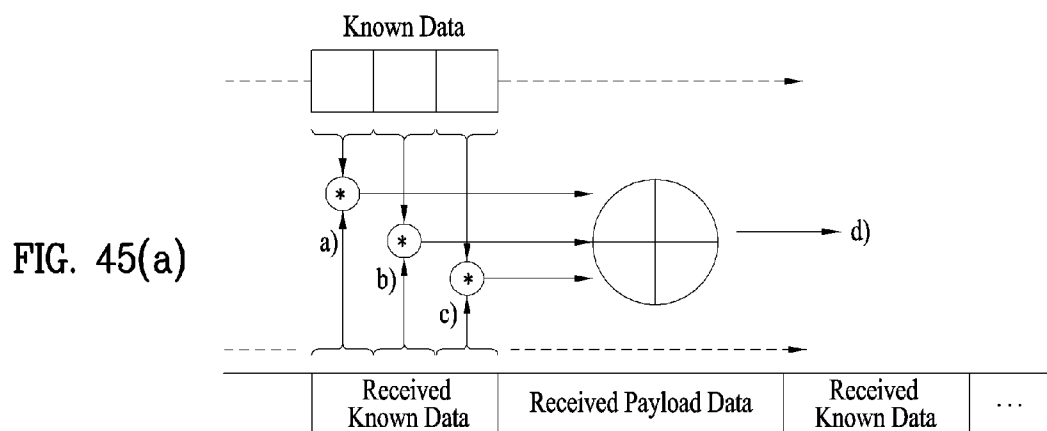 Known Data
*
a)
*
b)
*
c)
d)
FIG. 45(a)
Received
Known Data
Received Payload Data
Received
Known Data
...